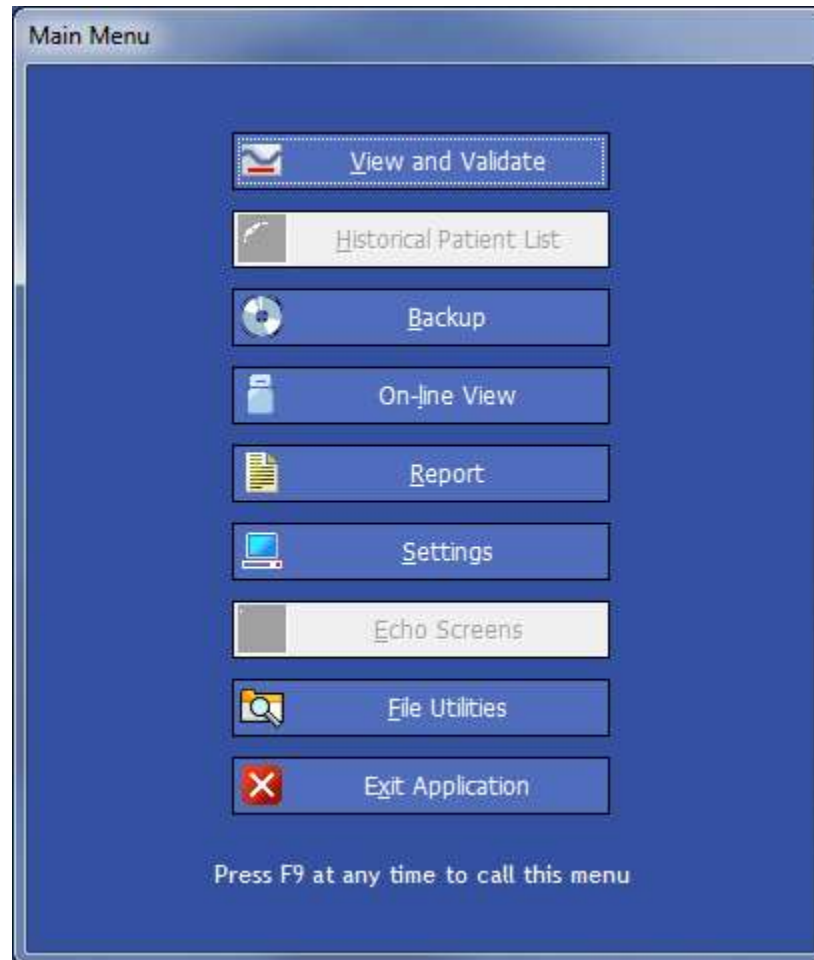 Main Menu
View and Validate
Historical Patient List
Backup
On-line View
Report
Settings
Echo Screens
File Utilities
Exit Application
Press F9 at any time to call this menu